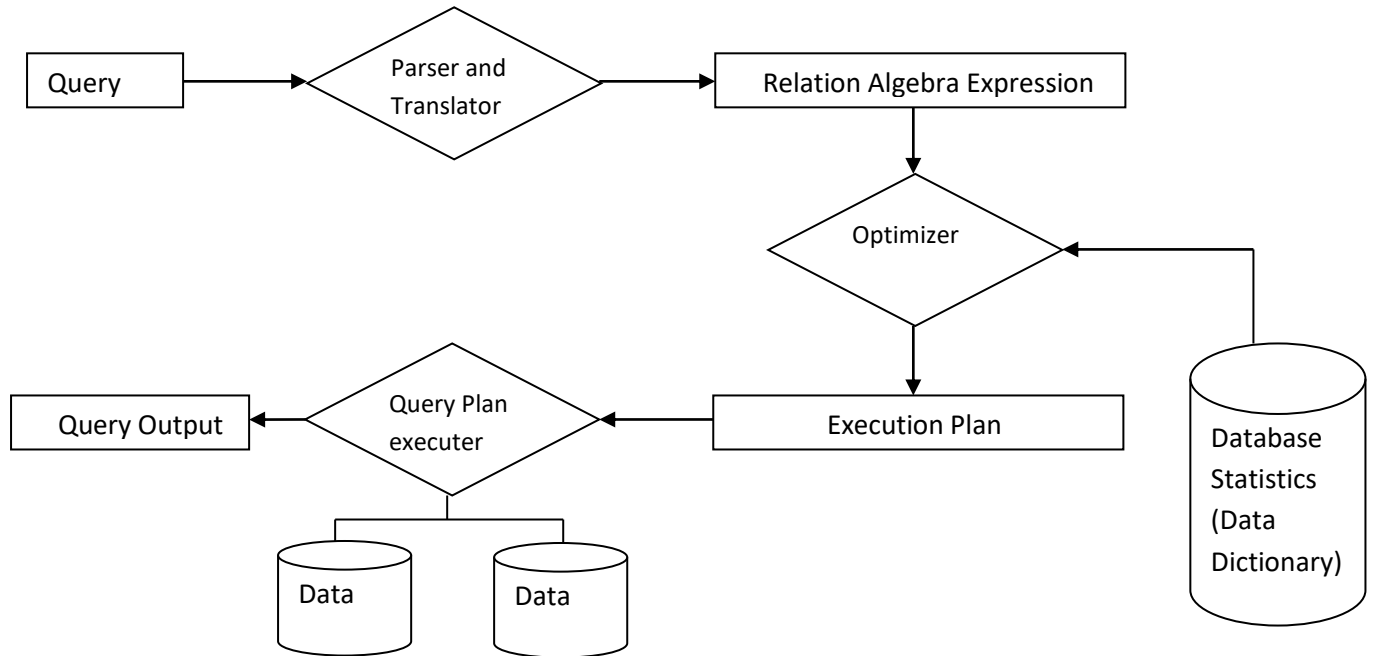 Query
Parser and
Translator
Relation Algebra Expression
Optimizer
Query Output
Query Plan
executer
Execution Plan
Database
Statistics
(Data
Dictionary)
Data
Data